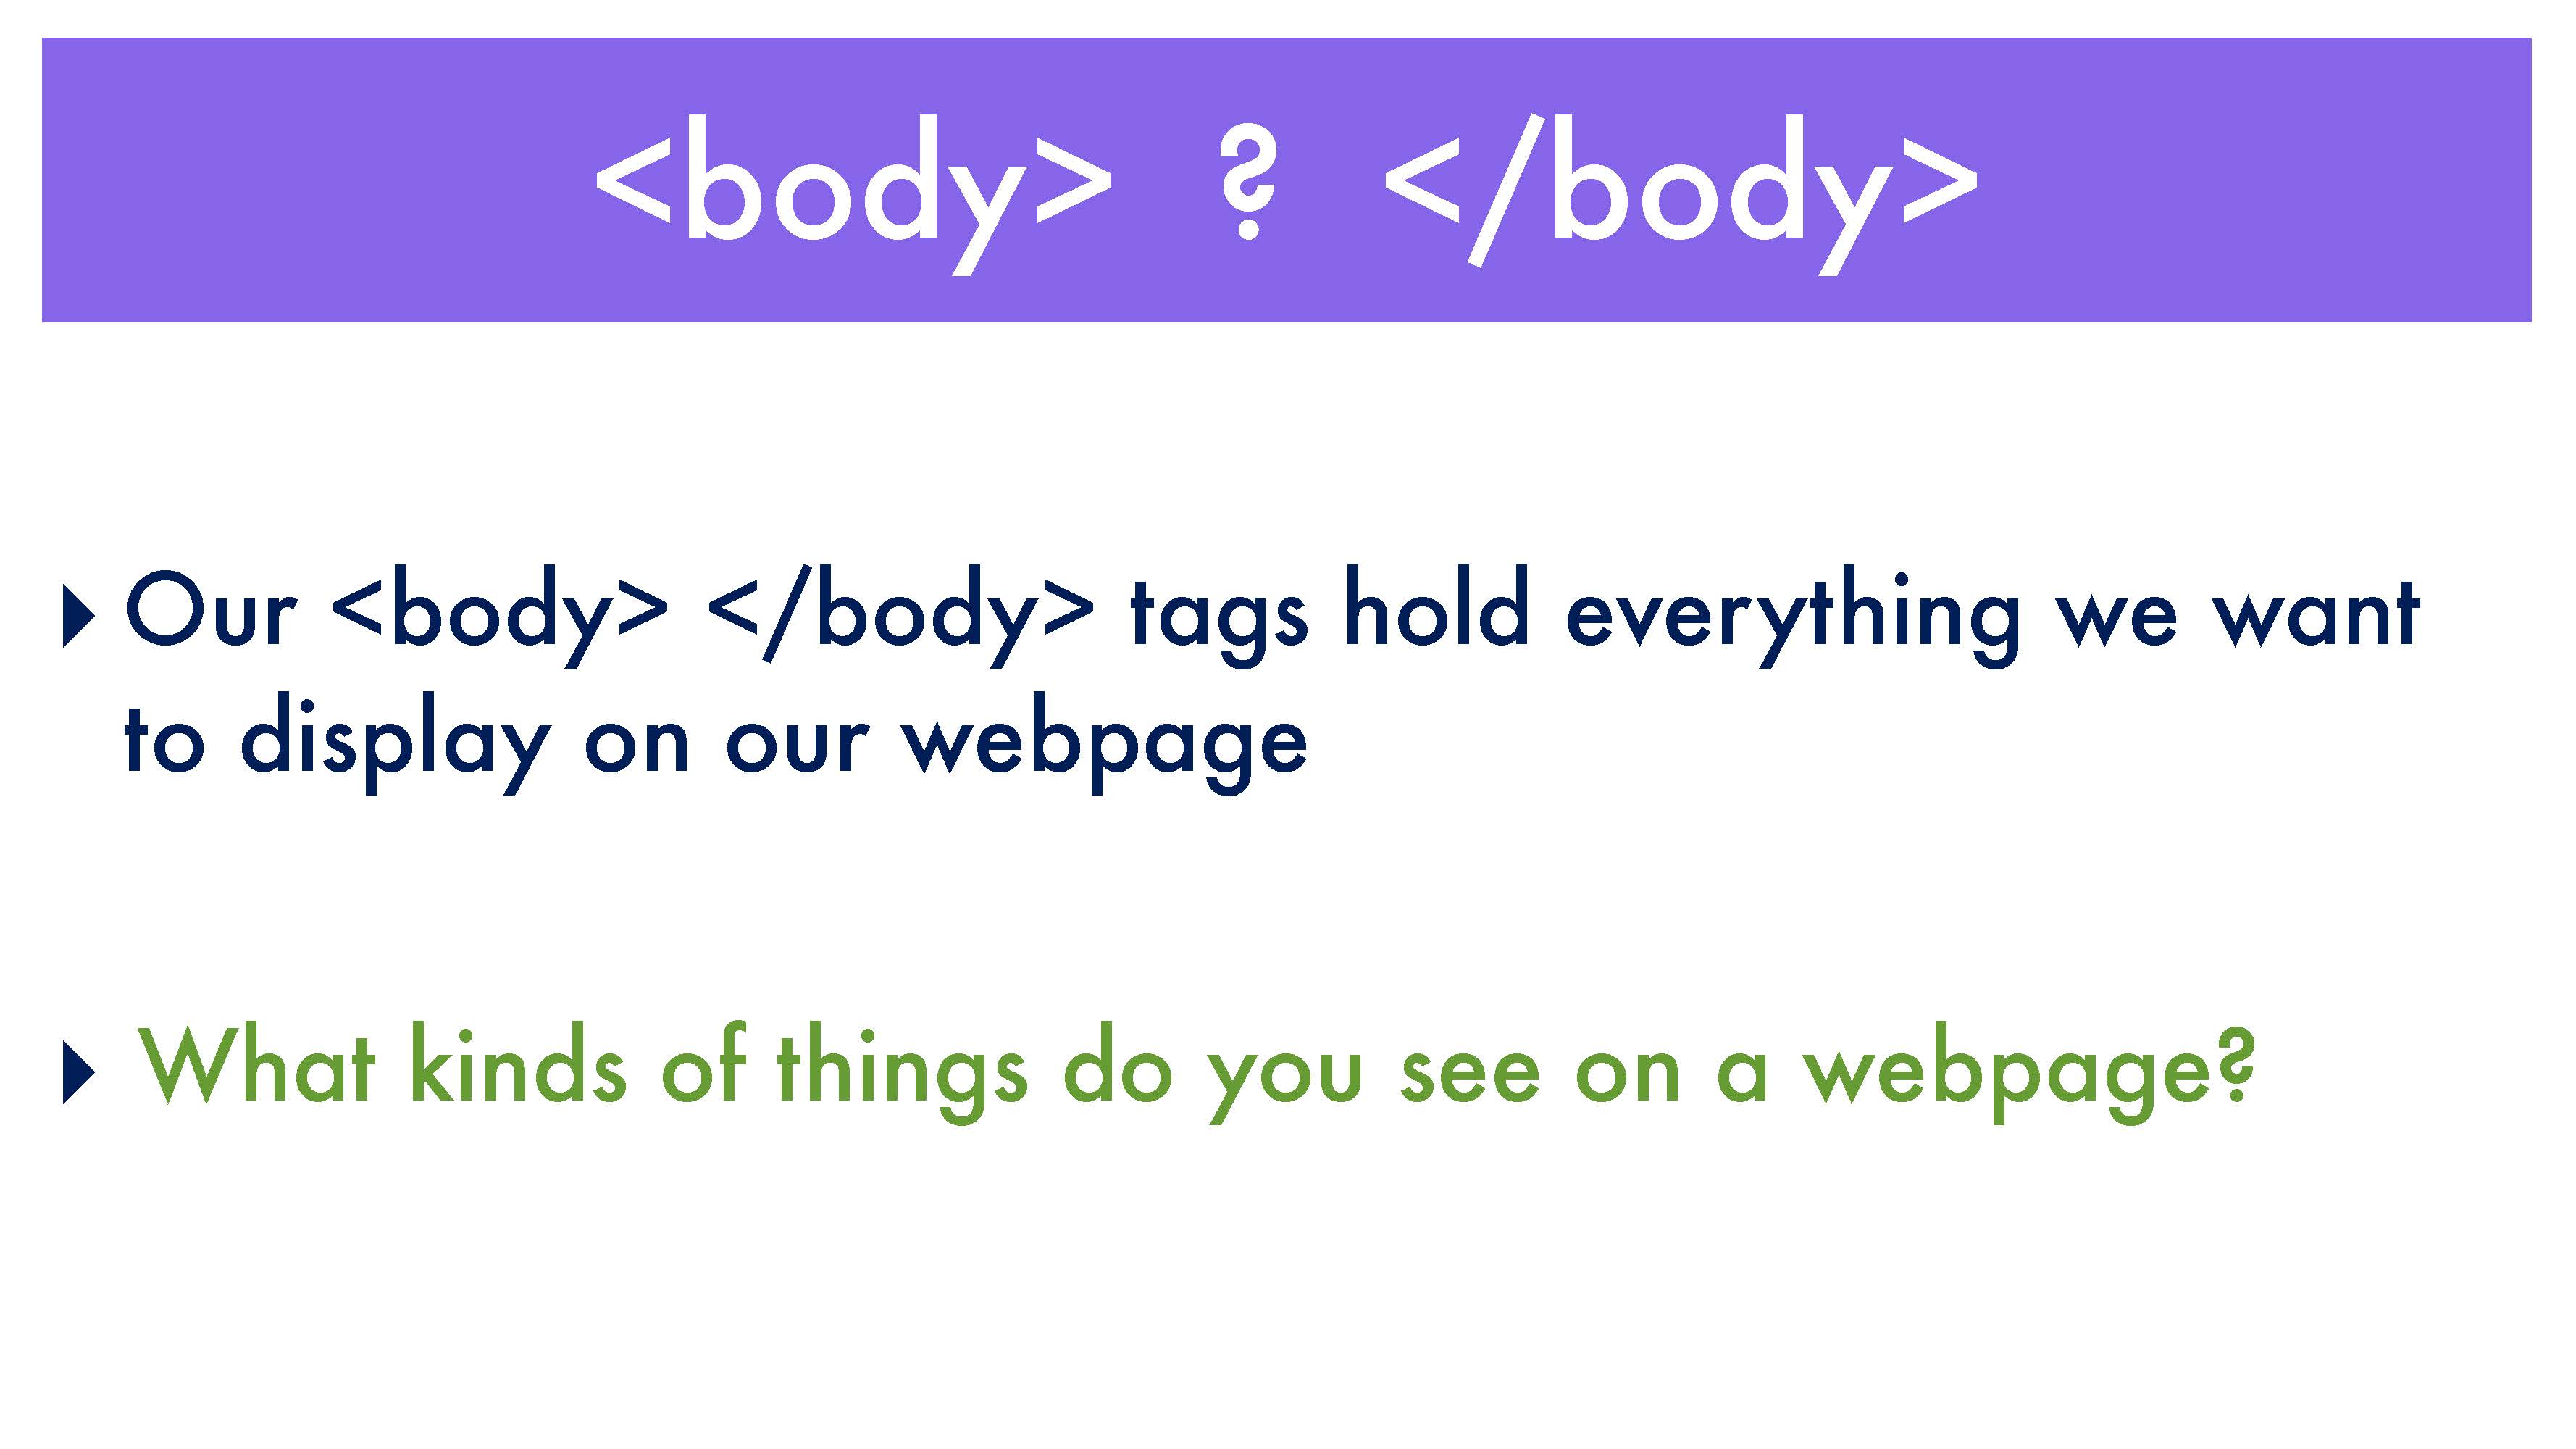 <body> ? </body>
Our <body> </body> tags hold everything we want
to display on our webpage
What kinds of things do you see on a webpage?